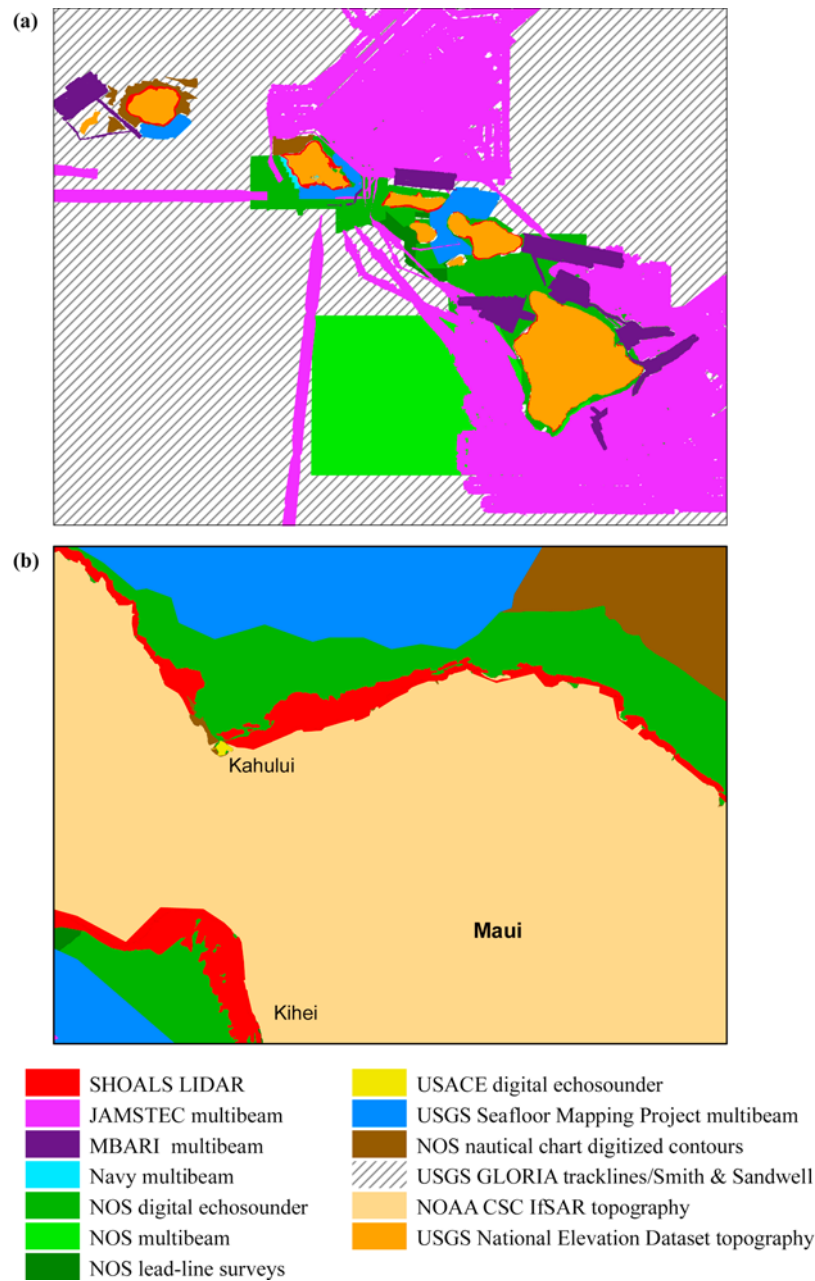 (a)
(b)
Kahului
Maui
Kihei
SHOALS LIDAR
JAMSTEC multibeam
MBARI multibeam
Navy multibeam
NOS digital echosounder
NOS multibeam
NOS lead-line surveys
USACE digital echosounder
USGS Seafloor Mapping Project multibeam
NOS nautical chart digitized contours
USGS GLORIA tracklines/Smith & Sandwell
NOAA CSC IfSAR topography
USGS National Elevation Dataset topography